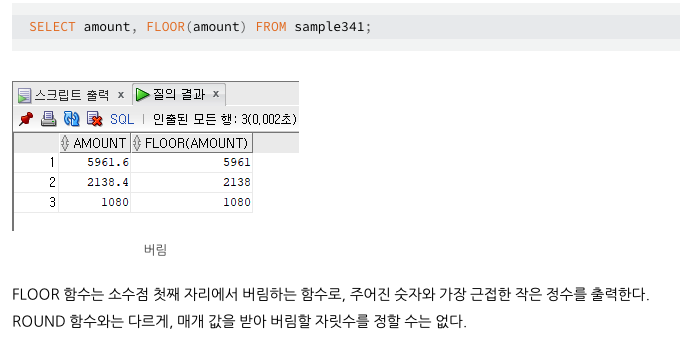 SELECT amount, FLOOR(amount) FROM sample341;
스크립트 출력 x 질의 결과 x
SQL | 인출된 모든 행: 3(0,002초)
AMOUNT FLOOR(AMOUNT)
1 5961.6 5961
2 2138.4 2138
3 1080 1080
버림
FLOOR 함수는 소수점 첫째 자리에서 버림하는 함수로, 주어진 숫자와 가장 근접한 작은 정수를 출력한다.
ROUND 함수와는 다르게, 매개 값을 받아 버림할 자릿수를 정할 수는 없다.